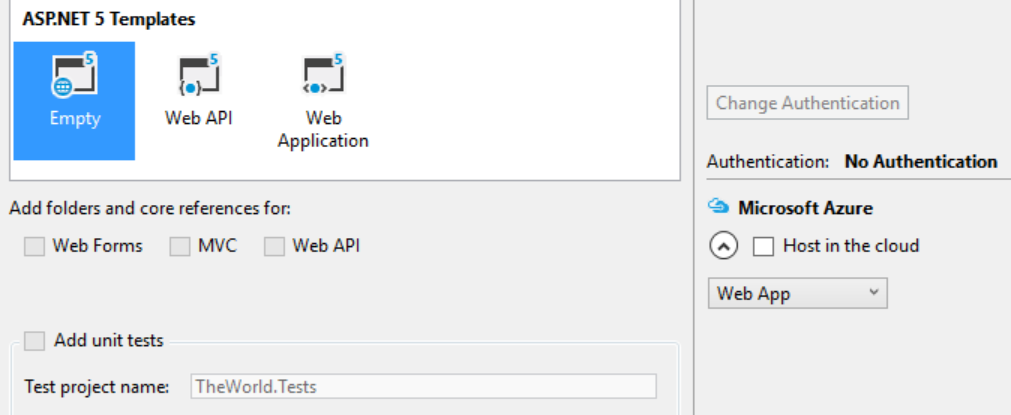 ASP.NET 5 Templates
5 5 5
Empty Web API Web Application
Add folders and core references for:
Web Forms MVC Web API
Add unit tests
Test project name: TheWorld.Tests
Change Authentication
Authentication: No Authentication
Microsoft Azure
Host in the cloud
Web App